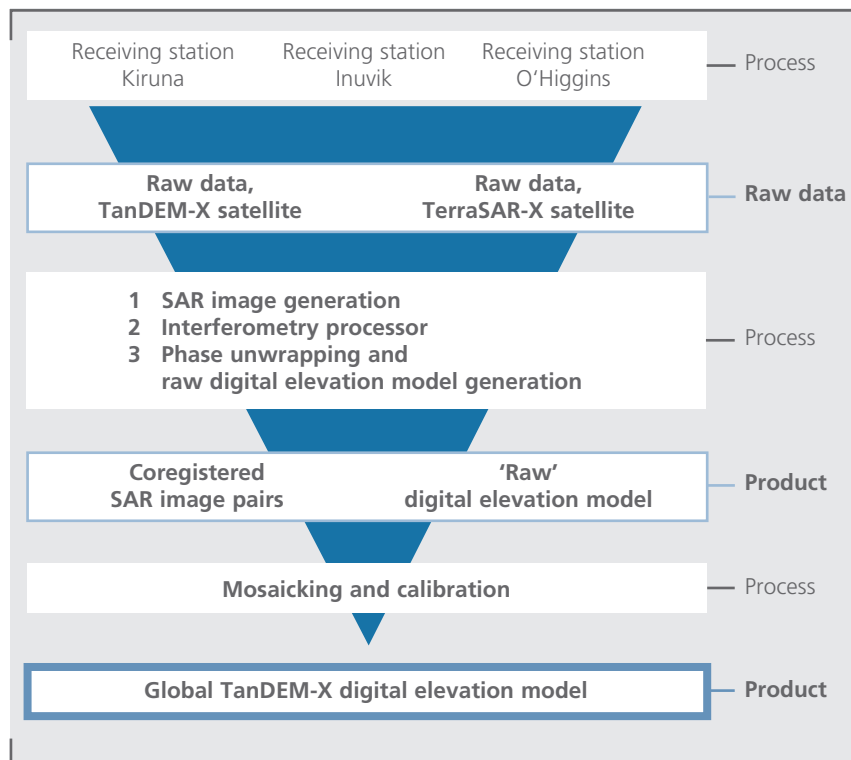 Receiving station
Kiruna
Receiving station
Inuvik
Receiving station
O‘Higgins
Process
Raw data,
TanDEM-X satellite
Raw data,
TerraSAR-X satellite
Raw data
1 SAR image generation
2 Interferometry processor
3 Phase unwrapping and
raw digital elevation model generation
Process
Coregistered
SAR image pairs
‘Raw’
digital elevation model
Product
Mosaicking and calibration
Process
Global TanDEM-X digital elevation model
Product